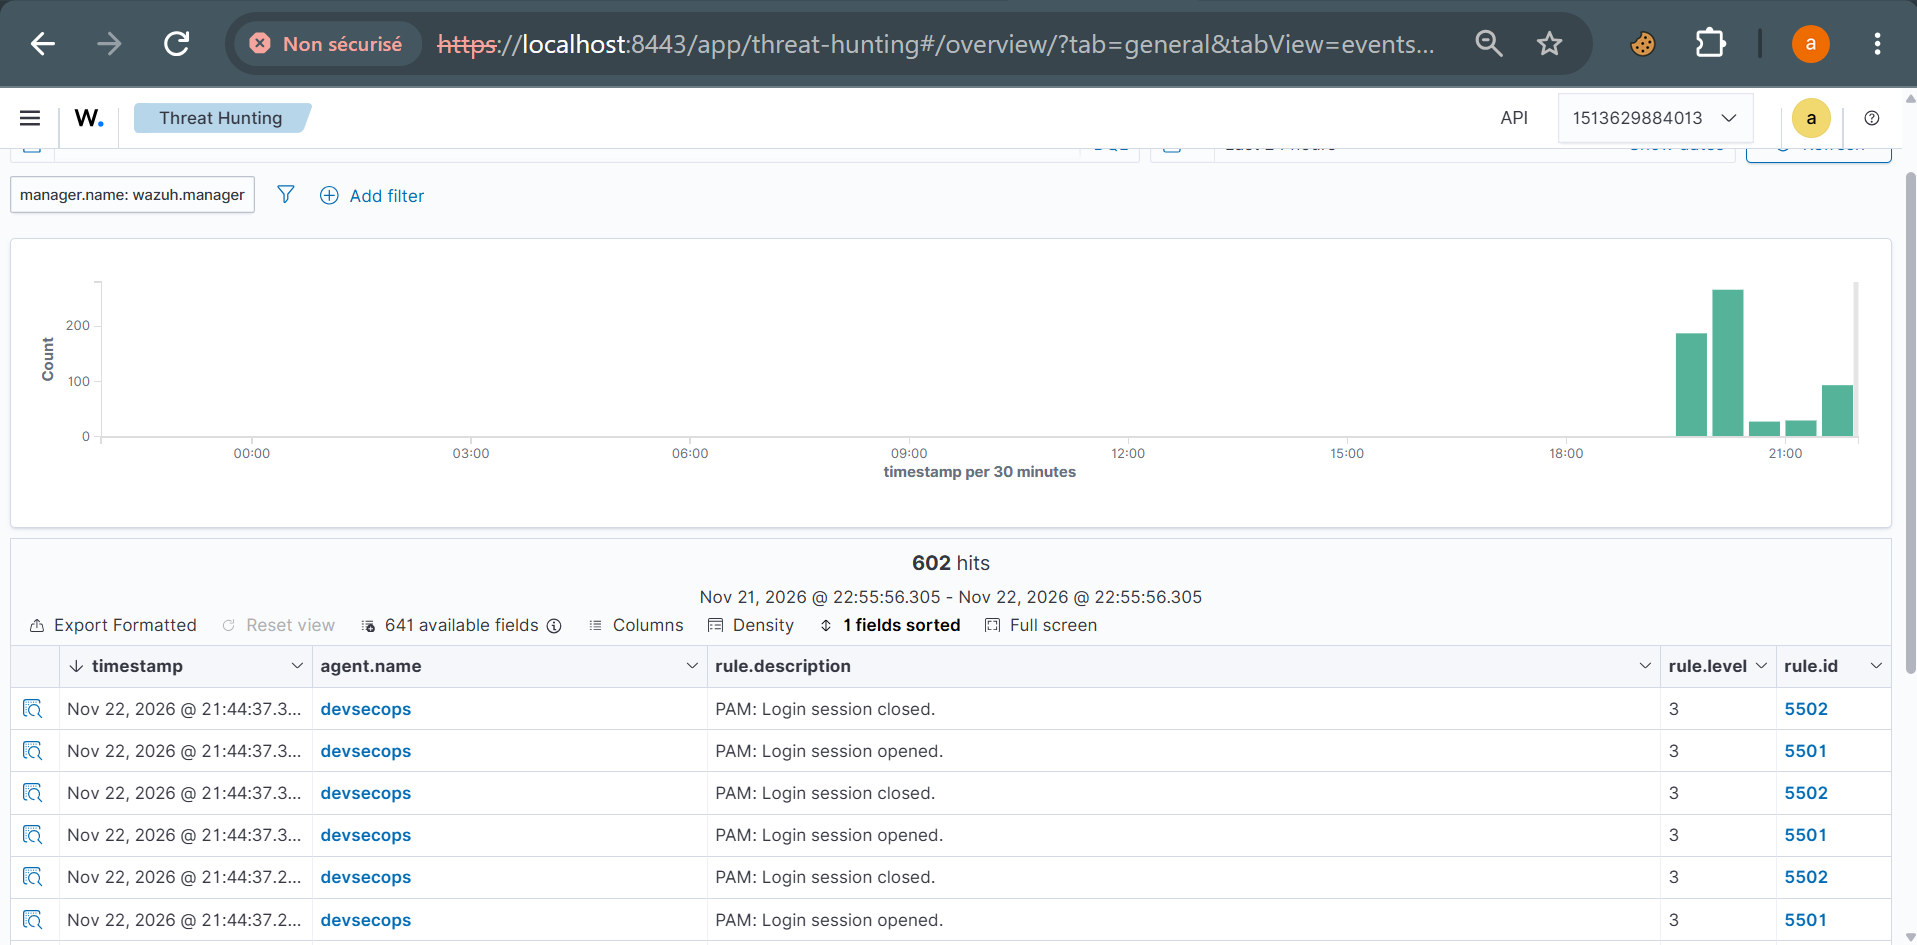 Non sécurisé https://localhost:8443/app/threat-hunting#/overview/?tab=general&tabView=events... a
W. Threat Hunting API 1513629884013 a
manager.name: wazuh.manager Add filter
Count
200
100
0
00:00 03:00 06:00 09:00 12:00 15:00 18:00 21:00
timestamp per 30 minutes
602 hits
Nov 21, 2026 @ 22:55:56.305 - Nov 22, 2026 @ 22:55:56.305
Export Formatted Reset view 641 available fields Columns Density 1 fields sorted Full screen
timestamp agent.name rule.description rule.level rule.id
Nov 22, 2026 @ 21:44:37.3... devsecops PAM: Login session closed. 3 5502
Nov 22, 2026 @ 21:44:37.3... devsecops PAM: Login session opened. 3 5501
Nov 22, 2026 @ 21:44:37.3... devsecops PAM: Login session closed. 3 5502
Nov 22, 2026 @ 21:44:37.3... devsecops PAM: Login session opened. 3 5501
Nov 22, 2026 @ 21:44:37.2... devsecops PAM: Login session closed. 3 5502
Nov 22, 2026 @ 21:44:37.2... devsecops PAM: Login session opened. 3 5501